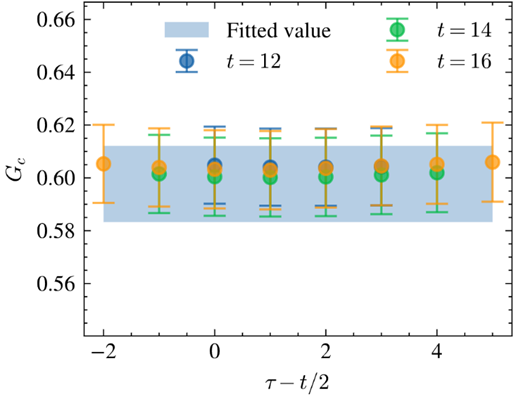 0.66
0.64
0.62
0.60
0.58
0.56
G_c
Fitted value
t = 12
t = 14
t = 16
−2 0 2 4
τ − t/2